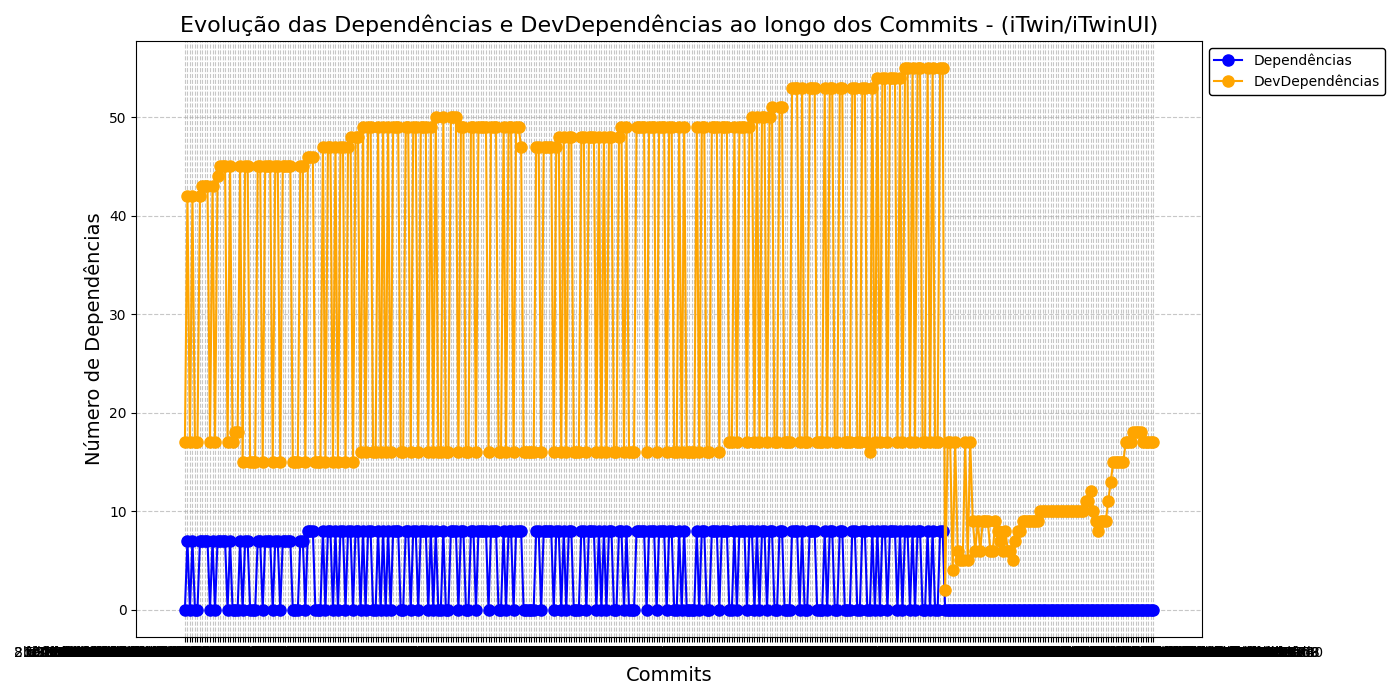 Evolução das Dependências e DevDependências ao longo dos Commits - (iTwin/iTwinUI)
Dependências
DevDependências
50
40
30
20
10
0
Número de Dependências
Commits